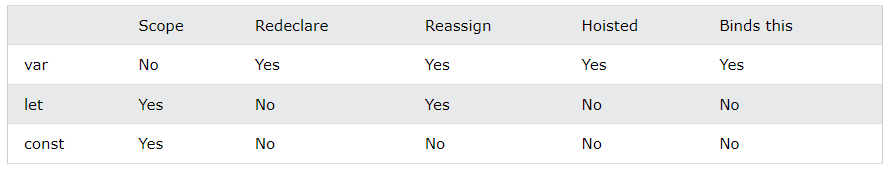 Scope Redeclare Reassign Hoisted Binds this
var No Yes Yes Yes Yes
let Yes No Yes No No
const Yes No No No No